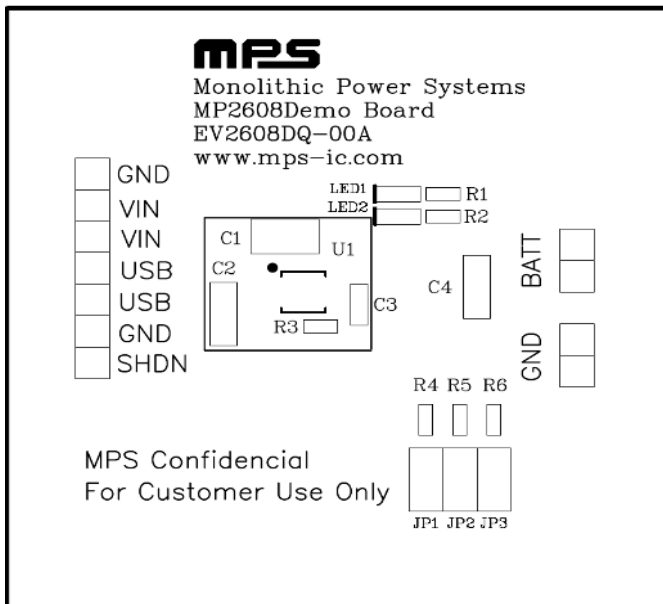 mps
Monolithic Power Systems
MP2608Demo Board
EV2608DQ-00A
www.mps-ic.com
GND
VIN
VIN
USB
USB
GND
SHDN
LED1
R1
LED2
R2
C1
U1
C2
C3
R3
C4
BATT
GND
R4 R5 R6
MPS Confidencial
For Customer Use Only
JP1 JP2 JP3